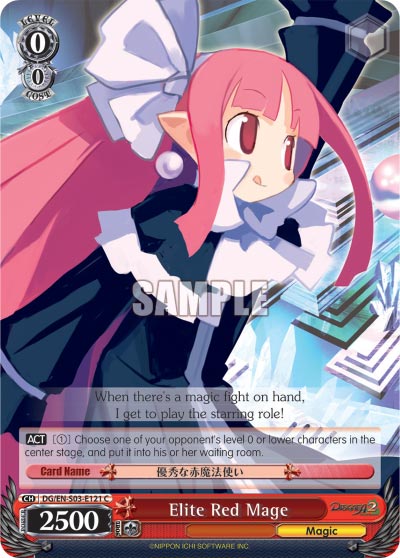 LEVEL
0
0
COST
SAMPLE
When there's a magic fight on hand,
I get to play the starring role!
ACT [①] Choose one of your opponent's level 0 or lower characters in the
center stage, and put it into his or her waiting room.
Card Name 優秀な赤魔法使い
CH DG/EN-S03-E121 C
2500
Elite Red Mage
DISGAEA 2
Magic
©NIPPON ICHI SOFTWARE INC.